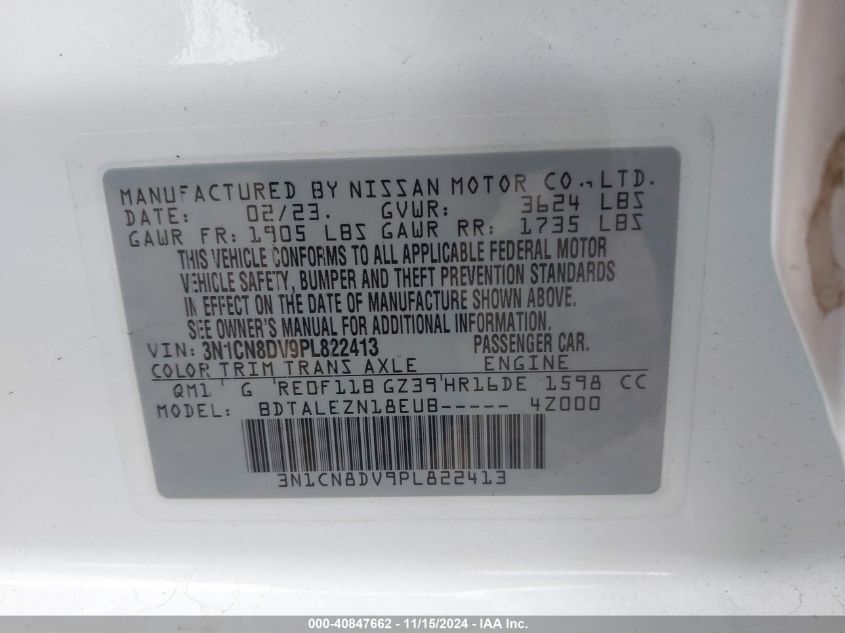 MANUFACTURED BY NISSAN MOTOR CO.,LTD.
DATE: 02/23. GVWR: 3624 LBS
GAWR FR: 1905 LBS GAWR RR: 1735 LBS
THIS VEHICLE CONFORMS TO ALL APPLICABLE FEDERAL MOTOR
VEHICLE SAFETY, BUMPER AND THEFT PREVENTION STANDARDS
IN EFFECT ON THE DATE OF MANUFACTURE SHOWN ABOVE.
SEE OWNER'S MANUAL FOR ADDITIONAL INFORMATION.
VIN: 3N1CN8DV9PL822413 PASSENGER CAR.
COLOR TRIM TRANS AXLE ENGINE
QM1 G RE0F11B GZ39 HR16DE 1598 CC
MODEL: BDTALEZN18EUB----- 4Z000
3N1CN8DV9PL822413
000-40847662 - 11/15/2024 - IAA Inc.